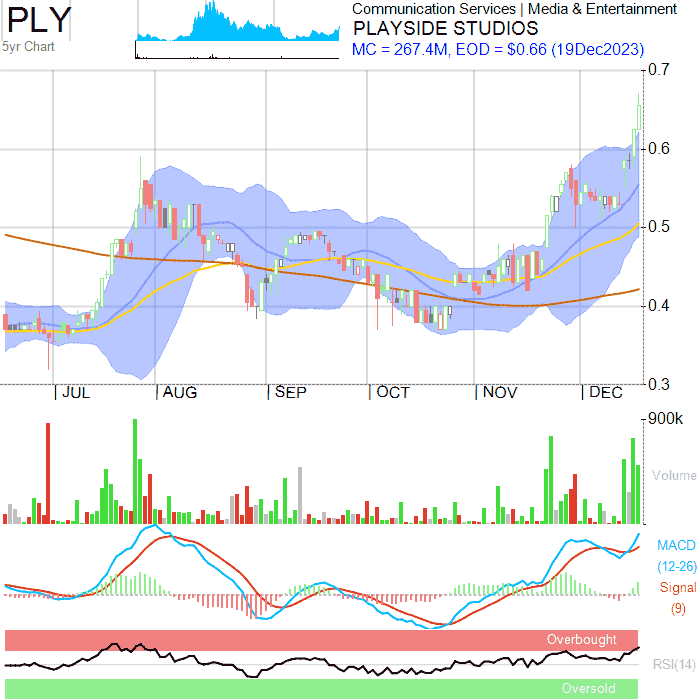 PLY
5yr Chart
Communication Services | Media & Entertainment
PLAYSIDE STUDIOS
MC = 267.4M, EOD = $0.66 (19Dec2023)
0.7
0.6
0.5
0.4
0.3
JUL AUG SEP OCT NOV DEC
900k
Volume
MACD
(12-26)
Signal
(9)
Overbought
RSI(14)
Oversold